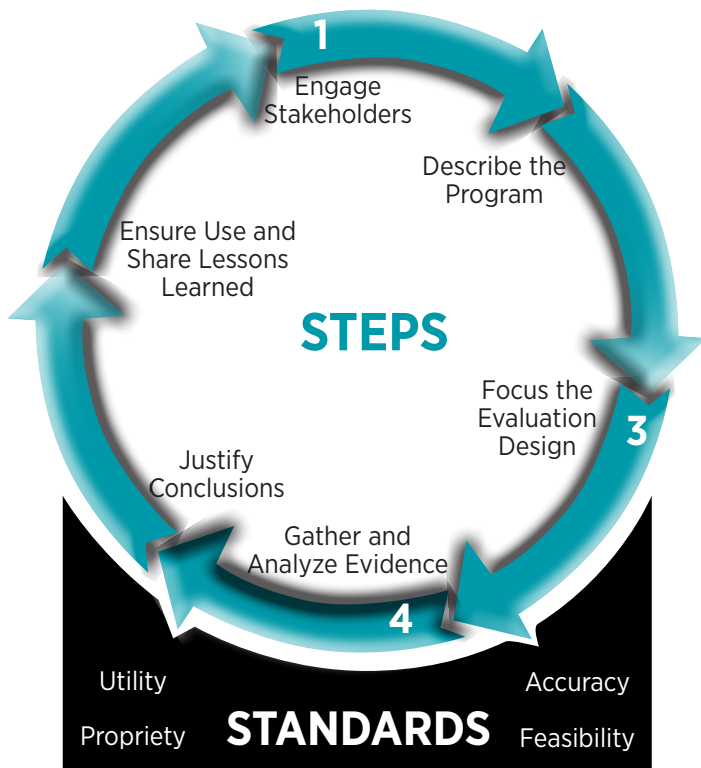 1
Engage
Stakeholders
Describe the
Program
3
Focus the
Evaluation
Design
4
Gather and
Analyze Evidence
Justify
Conclusions
Ensure Use and
Share Lessons
Learned
STEPS
Utility
Propriety
STANDARDS
Accuracy
Feasibility